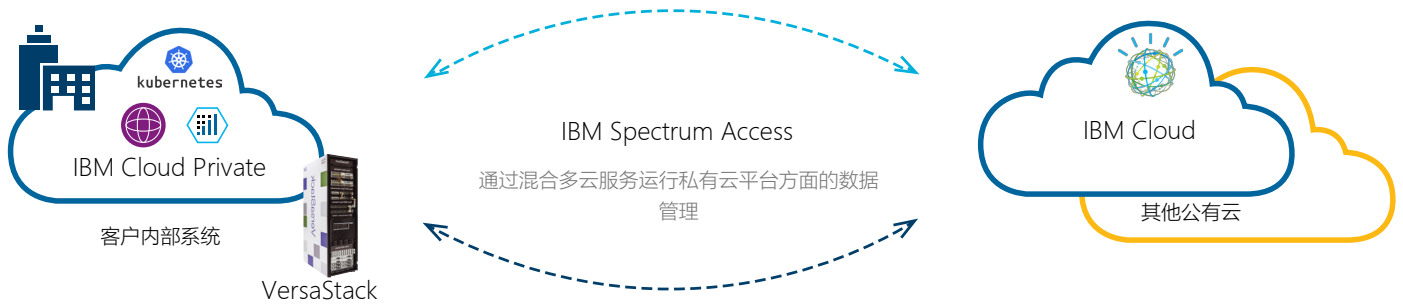 kubernetes
IBM Cloud Private
客户内部系统
VersaStack
VersaStack
IBM Spectrum Access
通过混合多云服务运行私有云平台方面的数据
管理
IBM Cloud
其他公有云